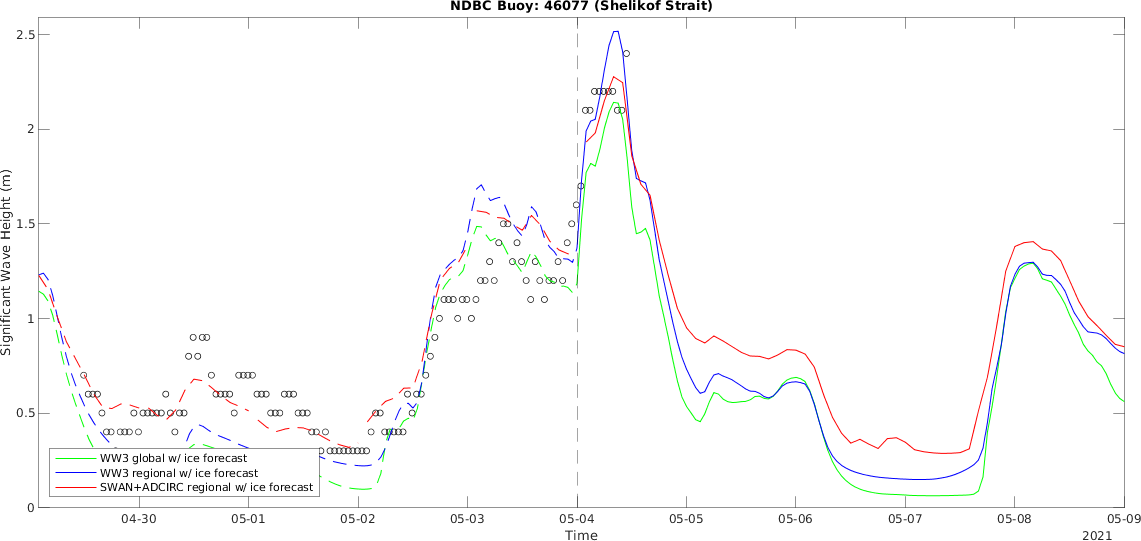 NDBC Buoy: 46077 (Shelikof Strait)
Significant Wave Height (m)
2.5
2
1.5
1
0.5
0
WW3 global w/ ice forecast
WW3 regional w/ ice forecast
SWAN+ADCIRC regional w/ ice forecast
04-30 05-01 05-02 05-03 05-04 05-05 05-06 05-07 05-08 05-09
Time
2021